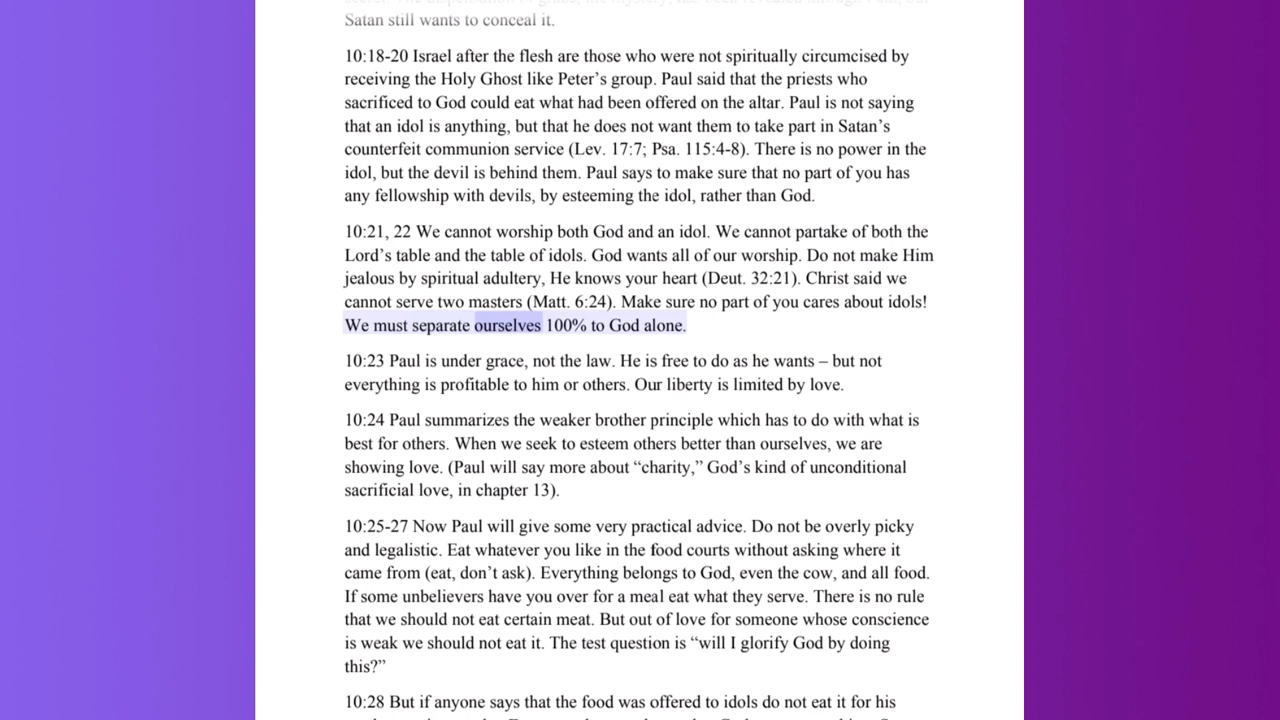 Satan still wants to conceal it.
10:18-20 Israel after the flesh are those who were not spiritually circumcised by
receiving the Holy Ghost like Peter’s group. Paul said that the priests who
sacrificed to God could eat what had been offered on the altar. Paul is not saying
that an idol is anything, but that he does not want them to take part in Satan’s
counterfeit communion service (Lev. 17:7; Psa. 115:4-8). There is no power in the
idol, but the devil is behind them. Paul says to make sure that no part of you has
any fellowship with devils, by esteeming the idol, rather than God.
10:21, 22 We cannot worship both God and an idol. We cannot partake of both the
Lord’s table and the table of idols. God wants all of our worship. Do not make Him
jealous by spiritual adultery, He knows your heart (Deut. 32:21). Christ said we
cannot serve two masters (Matt. 6:24). Make sure no part of you cares about idols!
We must separate ourselves 100% to God alone.
10:23 Paul is under grace, not the law. He is free to do as he wants – but not
everything is profitable to him or others. Our liberty is limited by love.
10:24 Paul summarizes the weaker brother principle which has to do with what is
best for others. When we seek to esteem others better than ourselves, we are
showing love. (Paul will say more about “charity,” God’s kind of unconditional
sacrificial love, in chapter 13).
10:25-27 Now Paul will give some very practical advice. Do not be overly picky
and legalistic. Eat whatever you like in the food courts without asking where it
came from (eat, don’t ask). Everything belongs to God, even the cow, and all food.
If some unbelievers have you over for a meal eat what they serve. There is no rule
that we should not eat certain meat. But out of love for someone whose conscience
is weak we should not eat it. The test question is “will I glorify God by doing
this?”
10:28 But if anyone says that the food was offered to idols do not eat it for his